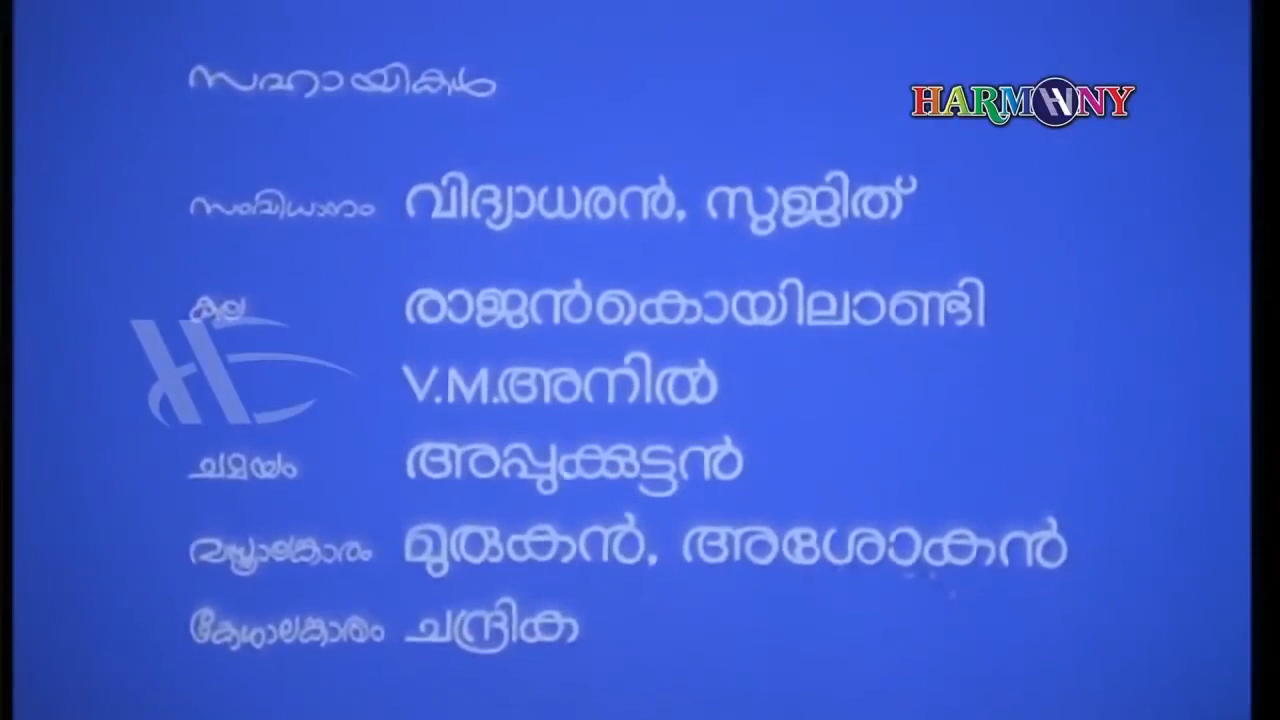 സഹായികൾ
HARMONY
സംവിധാനം വിദ്യാധരൻ, സുജിത്
കല രാജൻകൊയിലാണ്ടി
V.M.അനിൽ
ചമയം അപ്പുക്കുട്ടൻ
വസ്ത്രാലങ്കാരം മുരുകൻ, അശോകൻ
കേശാലങ്കാരം ചന്ദ്രിക